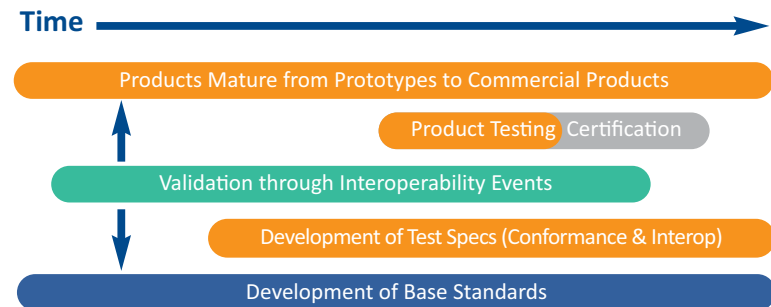 Time
Products Mature from Prototypes to Commercial Products
Product Testing Certification
Validation through Interoperability Events
Development of Test Specs (Conformance & Interop)
Development of Base Standards